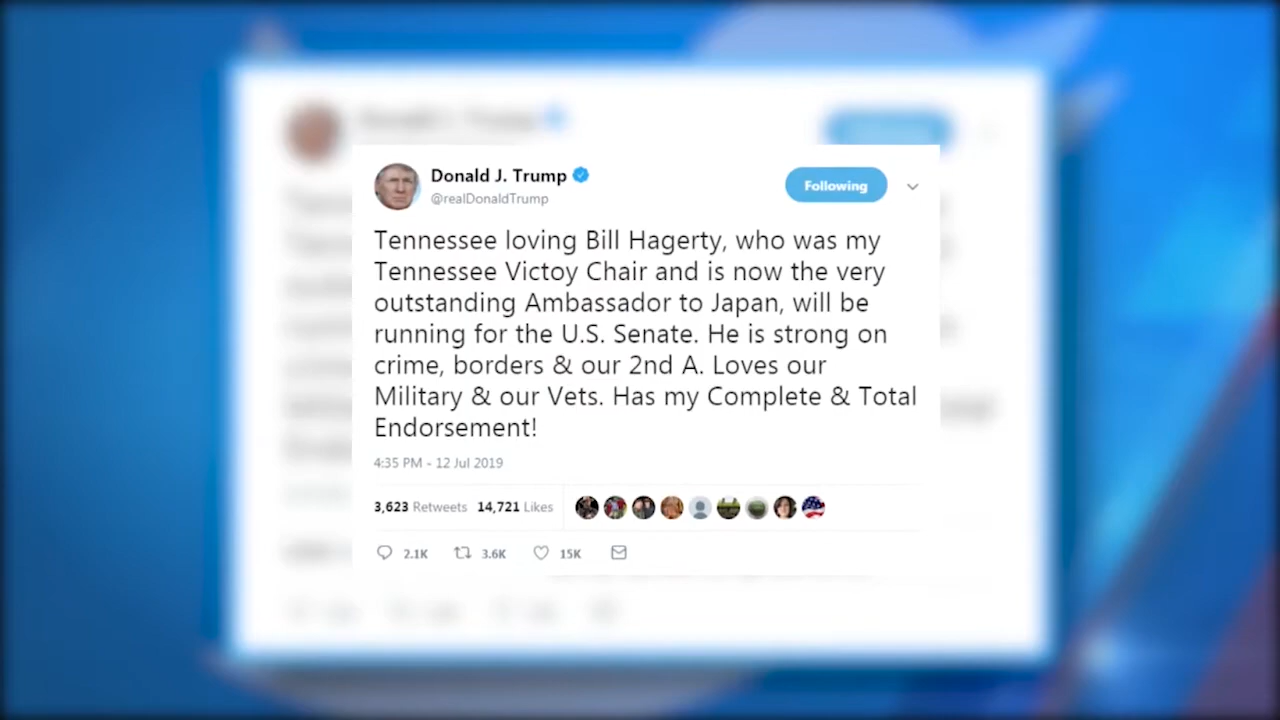 Donald J. Trump
Following
@realDonaldTrump
Tennessee loving Bill Hagerty, who was my
Tennessee Victoy Chair and is now the very
outstanding Ambassador to Japan, will be
running for the U.S. Senate. He is strong on
crime, borders & our 2nd A. Loves our
Military & our Vets. Has my Complete & Total
Endorsement!
4:35 PM - 12 Jul 2019
3,623 Retweets 14,721 Likes
2.1K 3.6K 15K